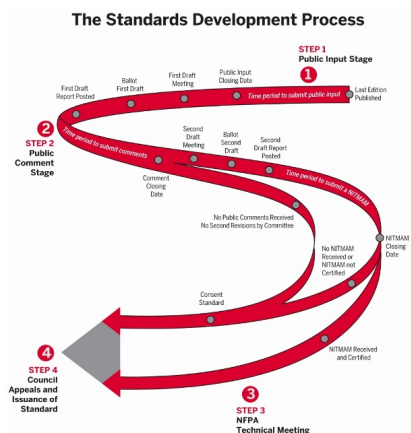 The Standards Development Process
STEP 1
Public Input Stage
1
Last Edition
Published
Time period to submit public input
Public Input
Closing Date
First Draft
Meeting
Ballot
First Draft
First Draft
Report Posted
2
STEP 2
Public
Comment
Stage
Time period to submit comments
Comment
Closing
Date
Second
Draft
Meeting
Ballot
Second
Draft
Second
Draft Report
Posted
Time period to submit a NITMAM
No Public Comments Received
No Second Revisions by Committee
NITMAM
Closing
Date
No NITMAM
Received or
NITMAM not
Certified
Consent
Standard
NITMAM Received
and Certified
3
STEP 3
NFPA
Technical Meeting
4
STEP 4
Council
Appeals and
Issuance of
Standard